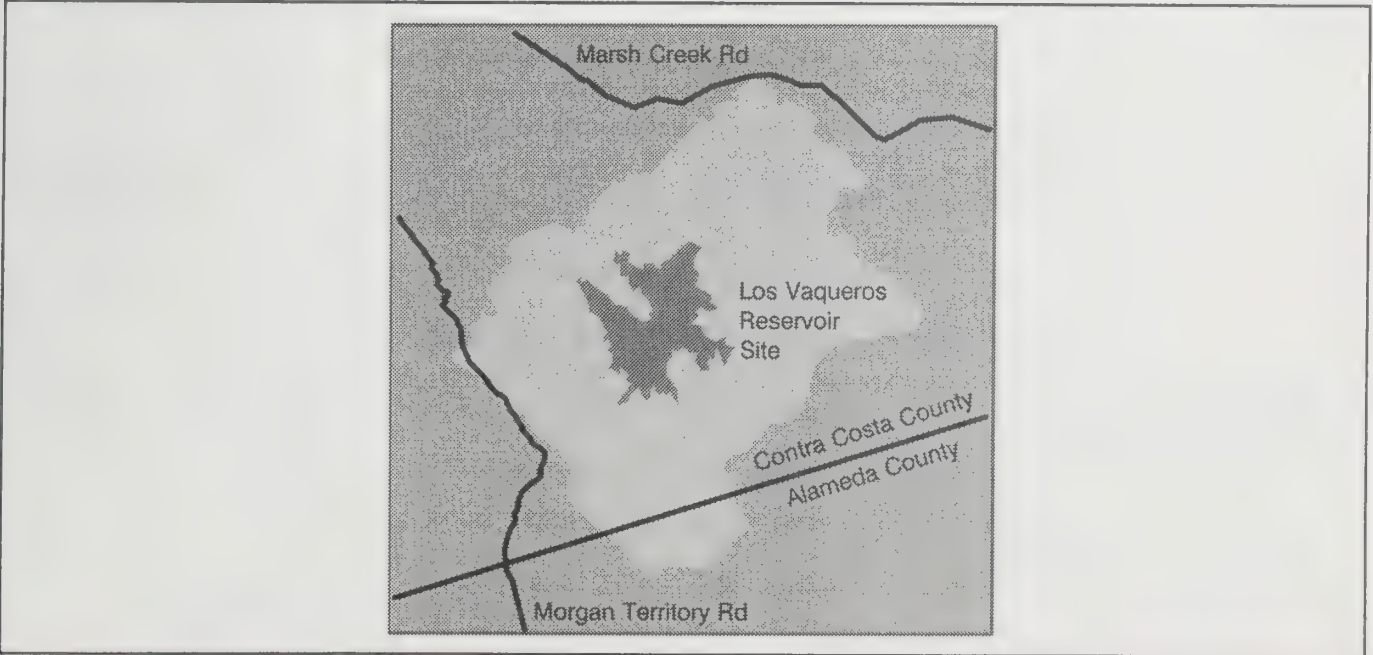 Marsh Creek Rd
Los Vaqueros
Reservoir
Site
Contra Costa County
Alameda County
Morgan Territory Rd